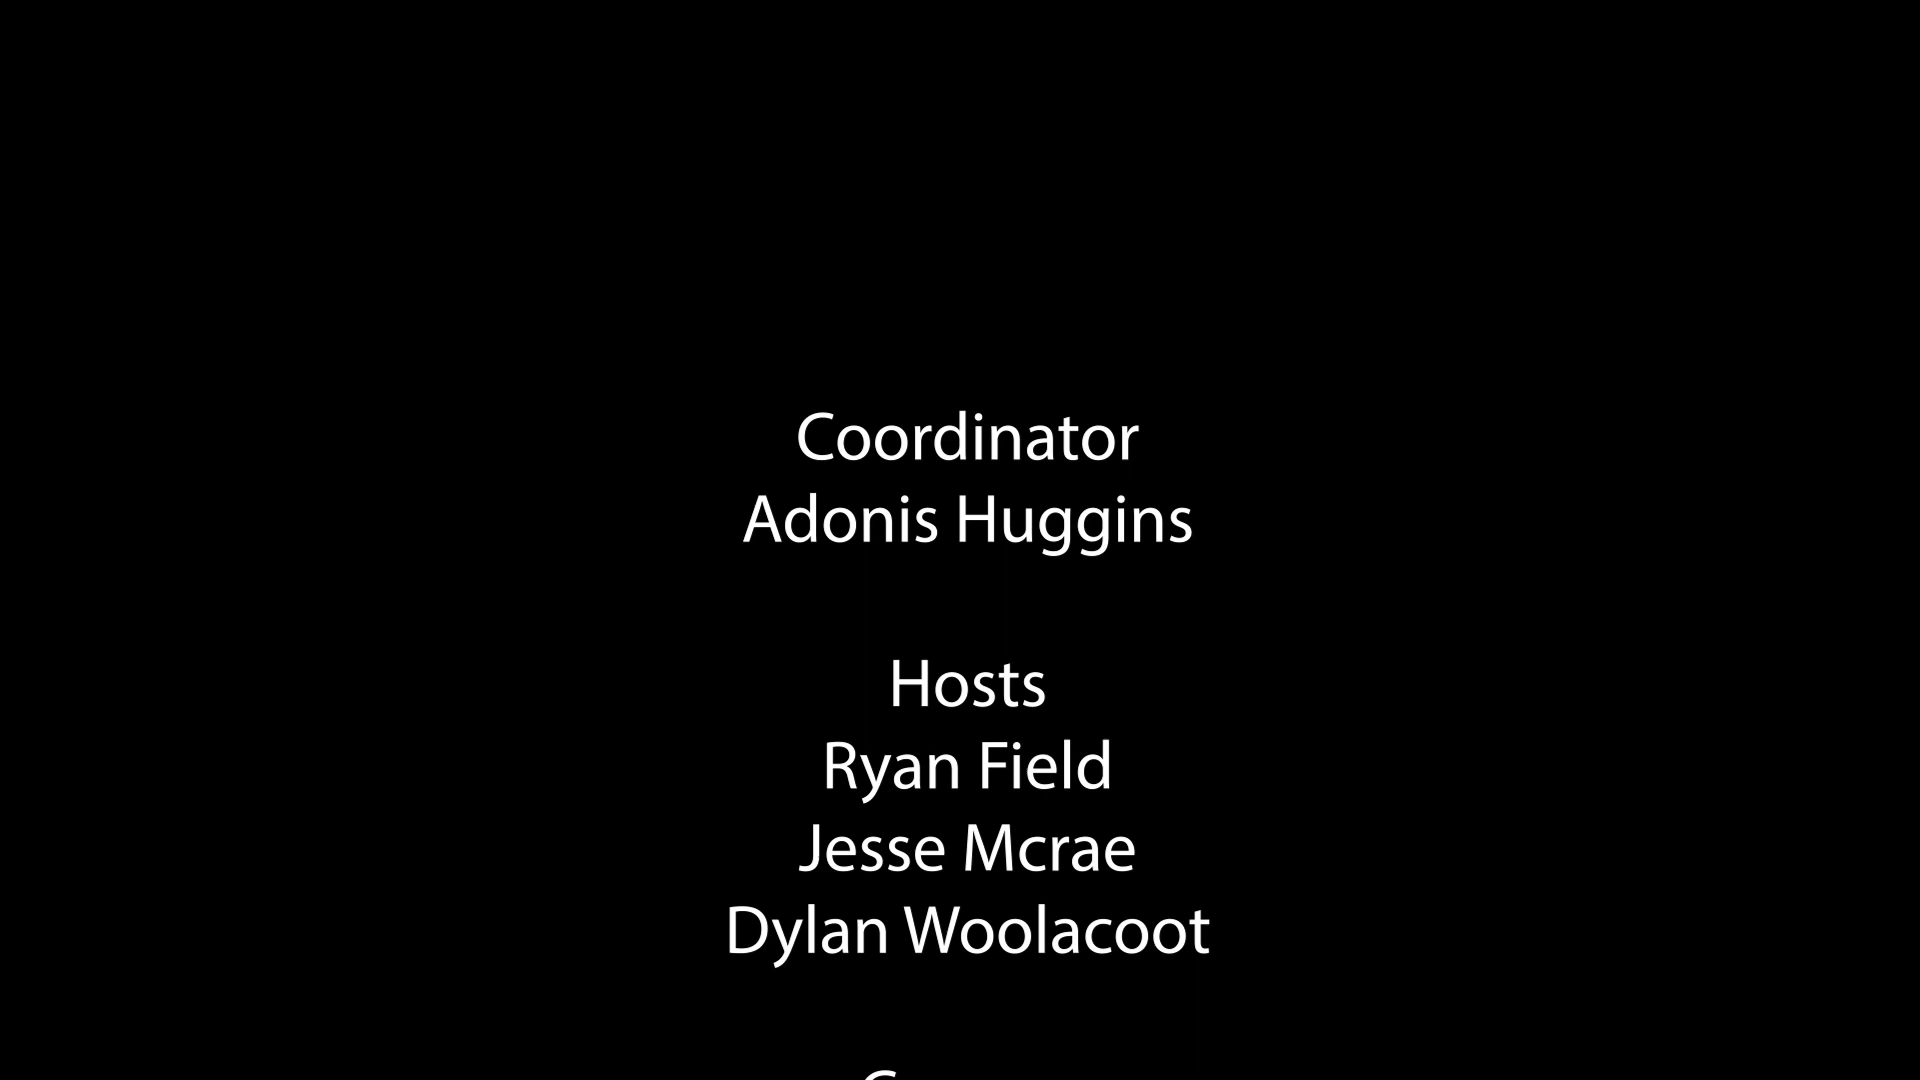 Coordinator
Adonis Huggins
Hosts
Ryan Field
Jesse Mcrae
Dylan Woolacoot